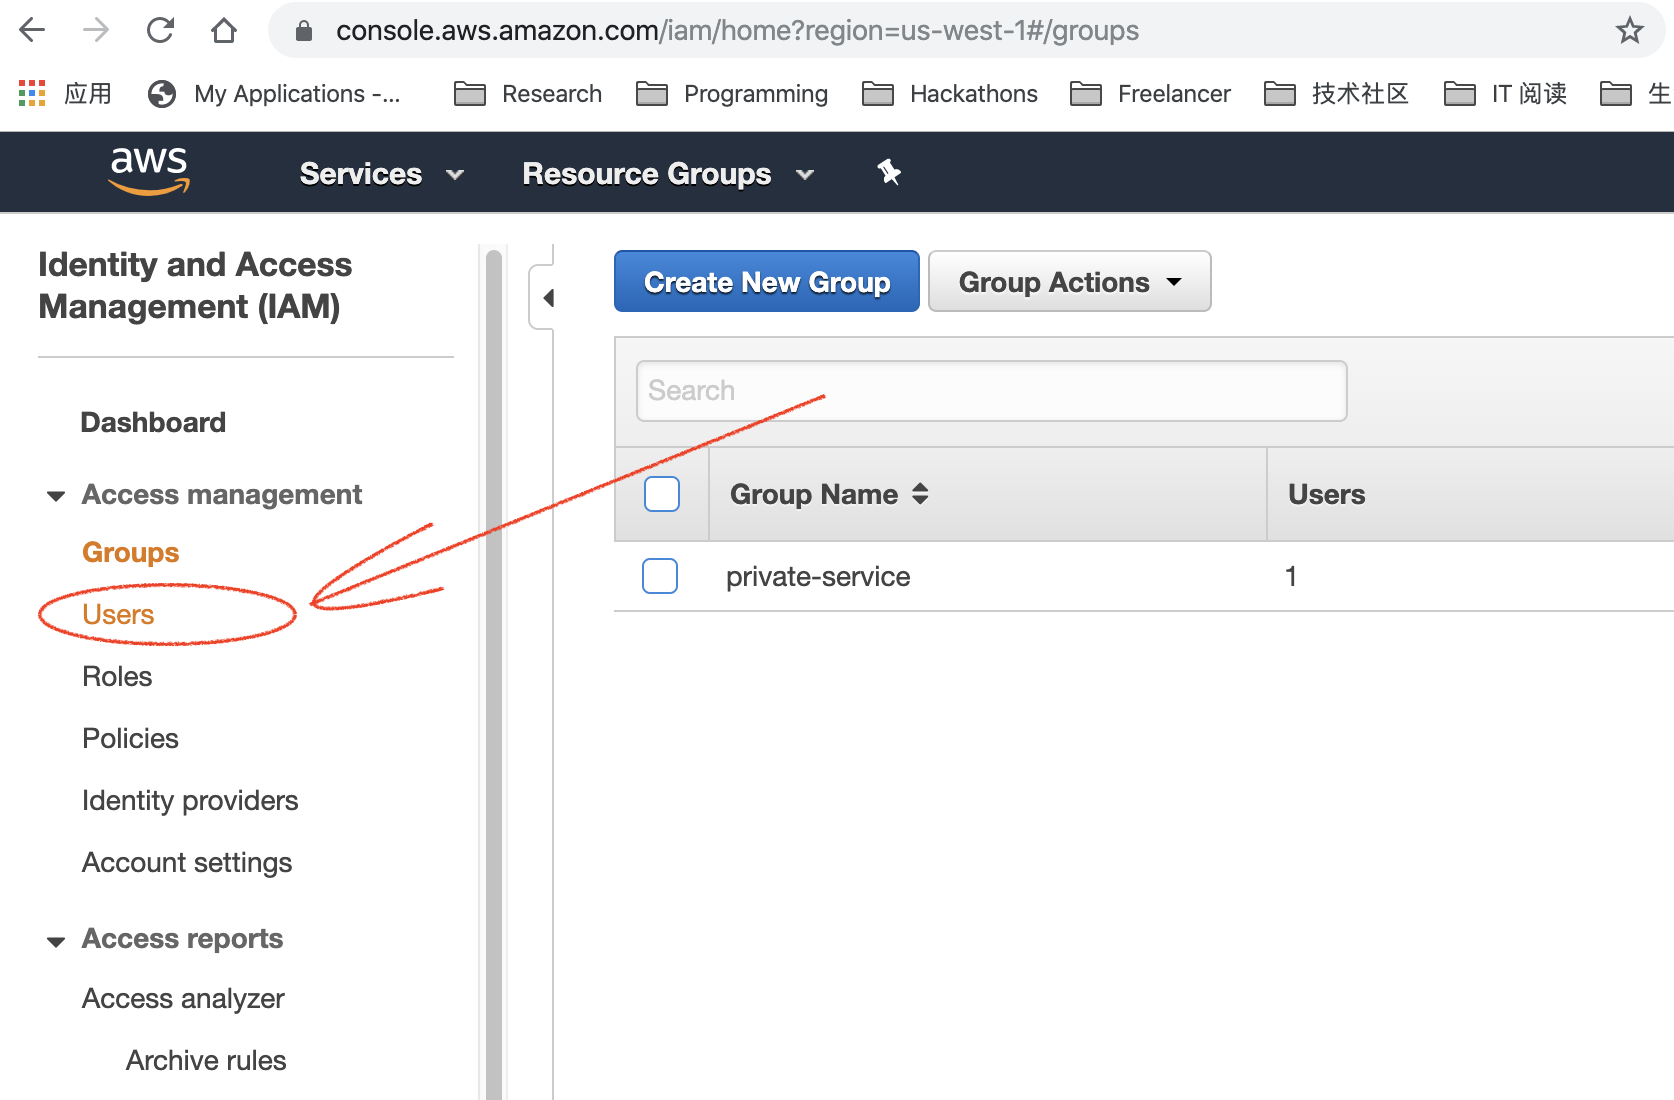 console.aws.amazon.com/iam/home?region=us-west-1#/groups
应用 My Applications -... Research Programming Hackathons Freelancer 技术社区 IT 阅读 生
aws Services Resource Groups
Identity and Access
Management (IAM)
Dashboard
Access management
Groups
Users
Roles
Policies
Identity providers
Account settings
Access reports
Access analyzer
Archive rules
Create New Group Group Actions
Search
Group Name Users
private-service 1